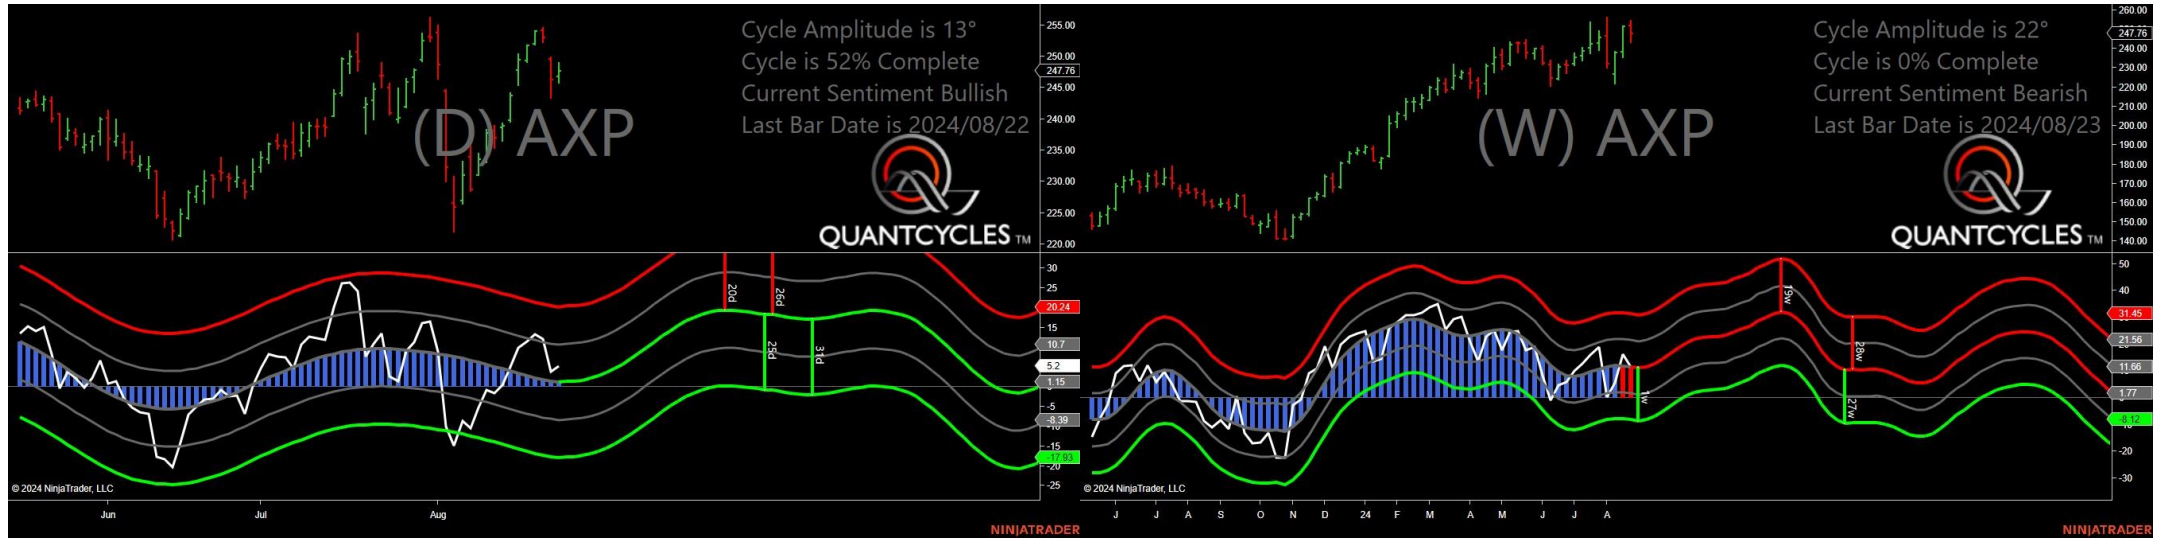 Cycle Amplitude is 13°
Cycle is 52% Complete
Current Sentiment Bullish
Last Bar Date is 2024/08/22
(D) AXP
QUANTCYCLES TM
255.00
250.00
247.76
245.00
240.00
235.00
230.00
225.00
220.00
20d
26d
25d
31d
30
25
20.24
15
10.7
5.2
1.15
-5
-8.39
-15
-17.93
-20
-25
© 2024 NinjaTrader, LLC
Jun
Jul
Aug
NINJATRADER
Cycle Amplitude is 22°
Cycle is 0% Complete
Current Sentiment Bearish
Last Bar Date is 2024/08/23
(W) AXP
QUANTCYCLES TM
260.00
247.76
240.00
230.00
220.00
210.00
200.00
190.00
180.00
170.00
160.00
150.00
140.00
19w
28w
1w
27w
50
40
31.45
21.56
11.66
1.77
-8.12
-20
-30
© 2024 NinjaTrader, LLC
J J A S O N D 24 F M A M J J A
NINJATRADER